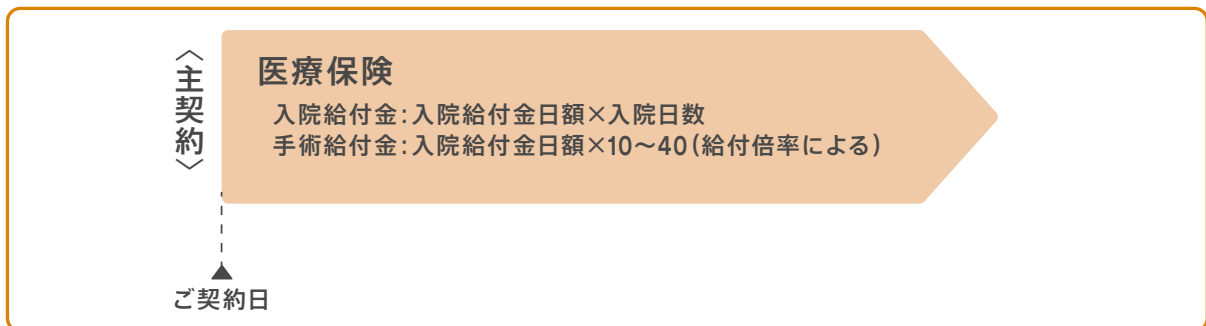 〈主契約〉
医療保険
入院給付金:入院給付金日額×入院日数
手術給付金:入院給付金日額×10〜40(給付倍率による)
ご契約日